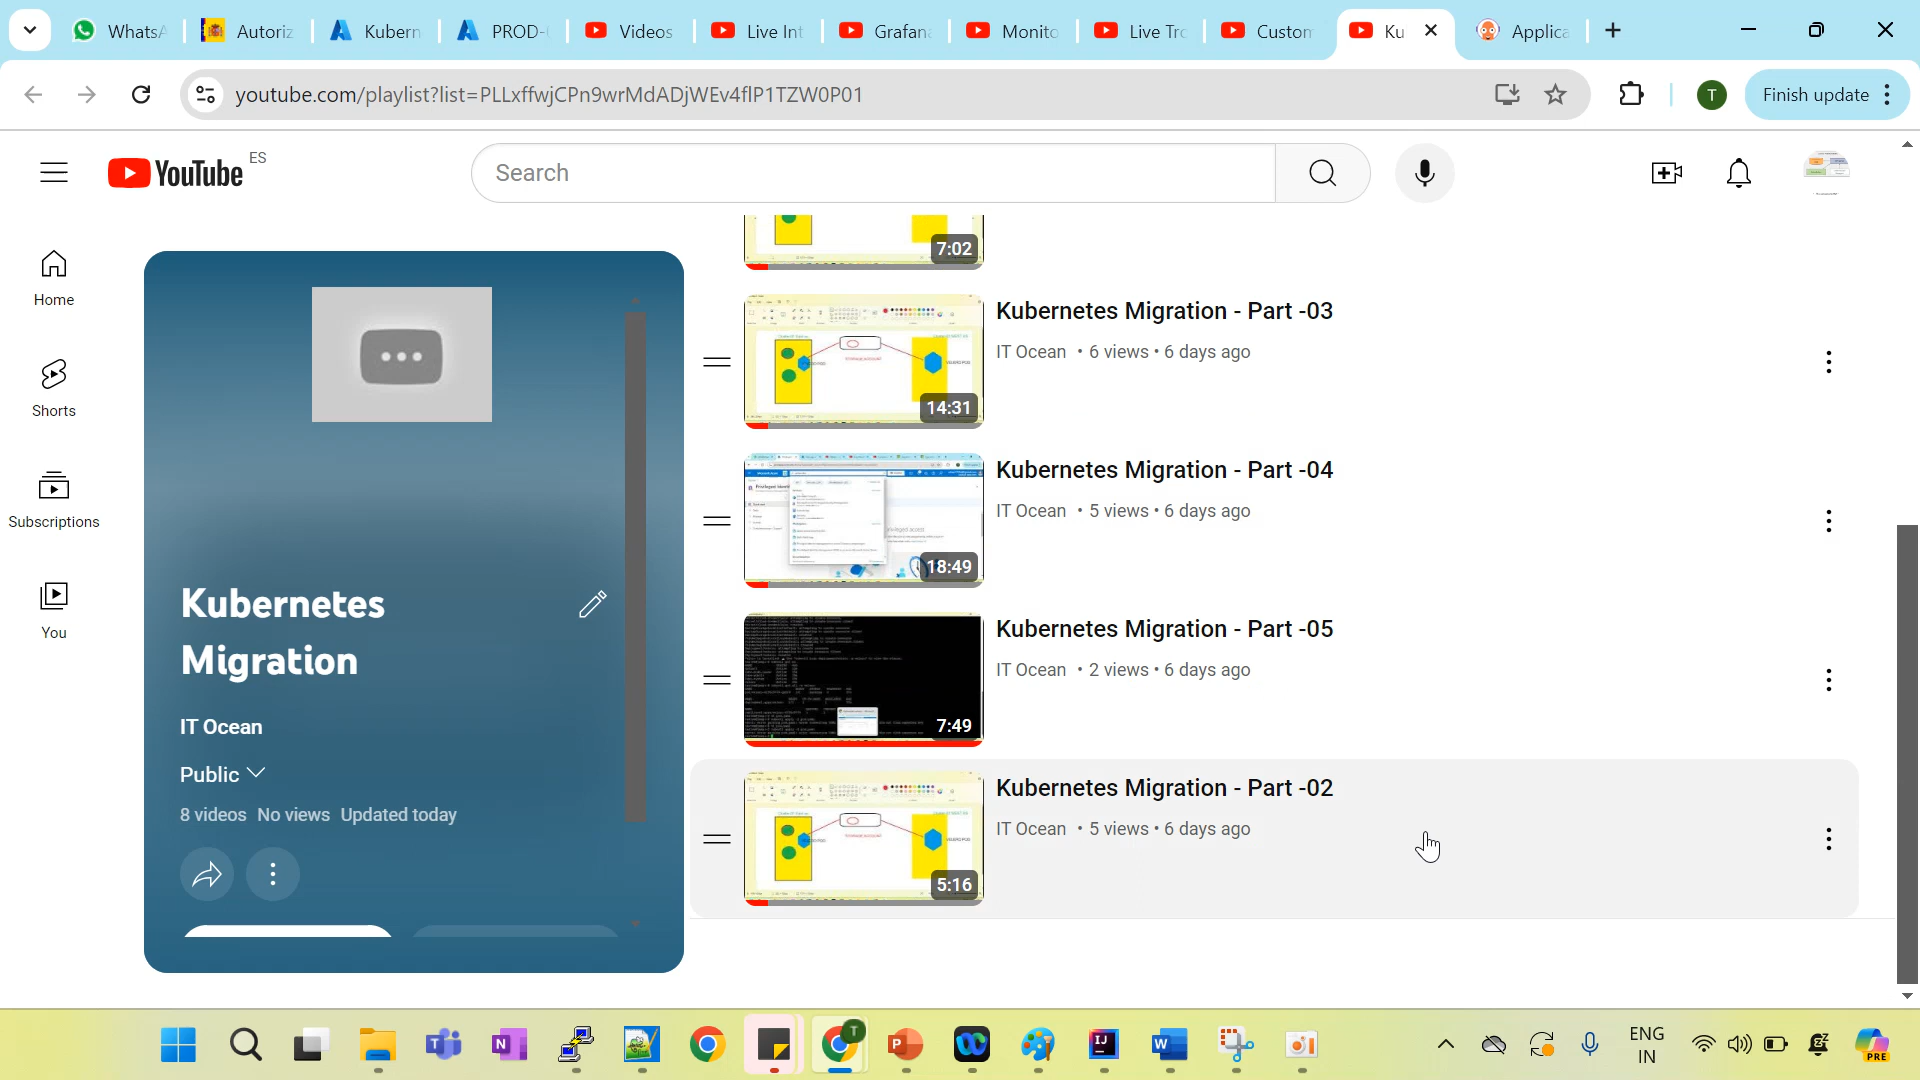 WhatsA
Autoriz
Kubern
PROD-
Videos
Live Int
Grafana
Monito
Live Tro
Custom
Ku
Applica
youtube.com/playlist?list=PLLxffwjCPn9wrMdADjWEv4flP1TZW0P01
T
Finish update
YouTube ES
Search
Home
Shorts
Subscriptions
You
Kubernetes
Migration
IT Ocean
Public
8 videos No views Updated today
7:02
Kubernetes Migration - Part -03
IT Ocean • 6 views • 6 days ago
14:31
Kubernetes Migration - Part -04
IT Ocean • 5 views • 6 days ago
18:49
Kubernetes Migration - Part -05
IT Ocean • 2 views • 6 days ago
7:49
Kubernetes Migration - Part -02
IT Ocean • 5 views • 6 days ago
5:16
ENG
IN
PRE